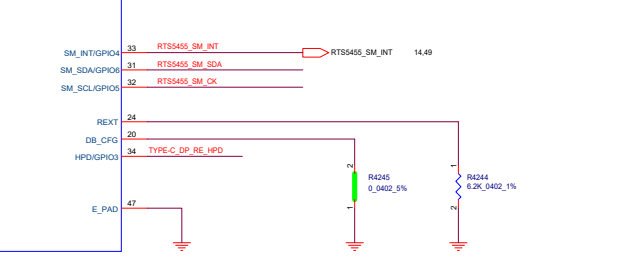 SM_INT/GPIO4 33 RTS5455_SM_INT RTS5455_SM_INT 14,49
SM_SDA/GPIO6 31 RTS5455_SM_SDA
SM_SCL/GPIO5 32 RTS5455_SM_CK
REXT 24
DB_CFG 20
HPD/GPIO3 34 TYPE-C_DP_RE_HPD
2 1
R4245 R4244
0_0402_5% 6.2K_0402_1%
1 2
E_PAD 47